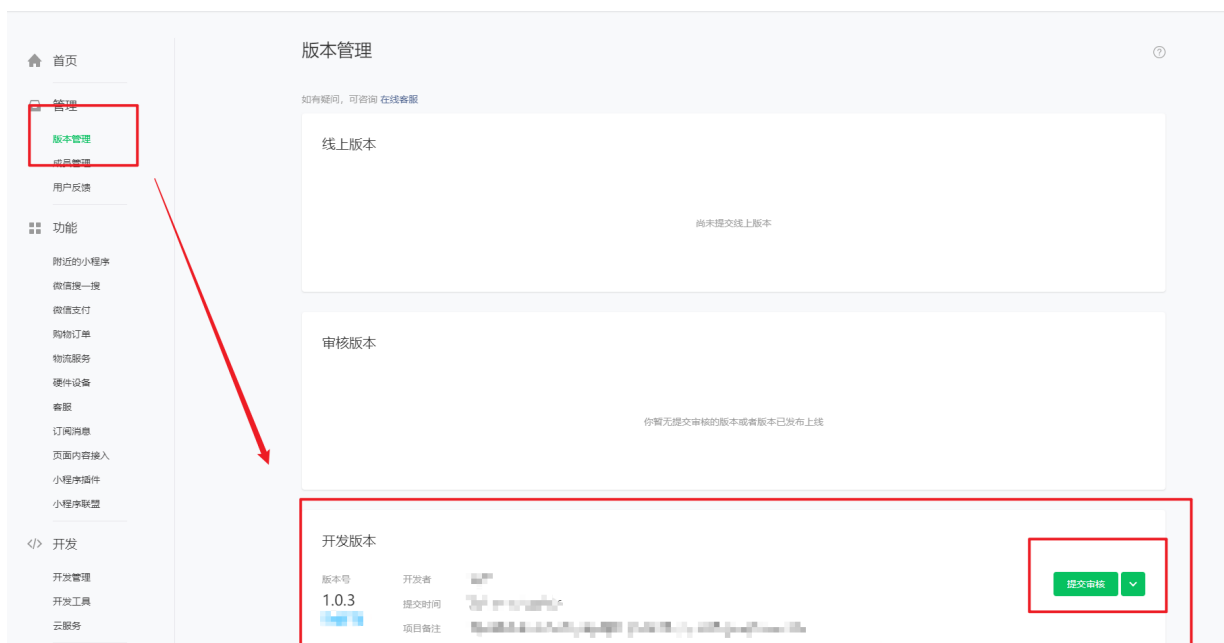 首页
管理
版本管理
成员管理
用户反馈
功能
附近的小程序
微信搜一搜
微信支付
购物订单
物流服务
硬件设备
客服
订阅消息
页面内容接入
小程序插件
小程序联盟
</> 开发
开发管理
开发工具
云服务
版本管理
?
如有疑问，可咨询 在线客服
线上版本
尚未提交线上版本
审核版本
你暂无提交审核的版本或者版本已发布上线
开发版本
版本号
1.0.3
开发者
提交时间
项目备注
提交审核